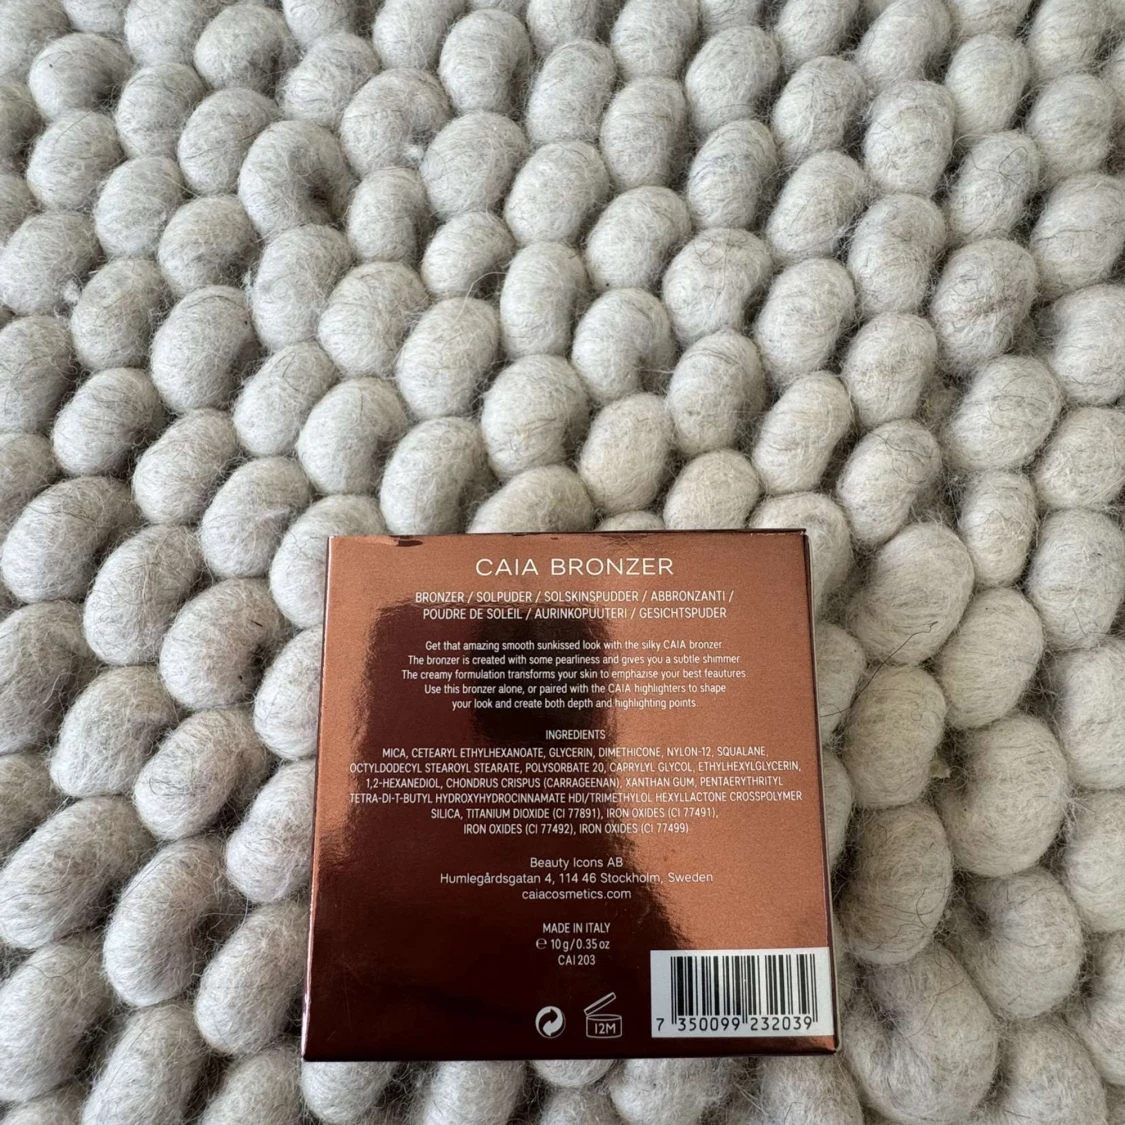 CAIA BRONZER
BRONZER / SOLPUDER / SOLSKINSPUDDER / ABBRONZANTI /
POUDRE DE SOLEIL / AURINKOPUUTERI / GESICHTSPUDER
Get that amazing smooth sunkissed look with the silky CAIA bronzer.
The bronzer is created with some pearliness and gives you a subtle shimmer.
The creamy formulation transforms your skin to emphazise your best feautures.
Use this bronzer alone, or paired with the CAIA highlighters to shape
your look and create both depth and highlighting points.
INGREDIENTS
MICA, CETEARYL ETHYLHEXANOATE, GLYCERIN, DIMETHICONE, NYLON-12, SQUALANE,
OCTYLDODECYL STEAROYL STEARATE, POLYSORBATE 20, CAPRYLYL GLYCOL, ETHYLHEXYLGLYCERIN,
1,2-HEXANEDIOL, CHONDRUS CRISPUS (CARRAGEENAN), XANTHAN GUM, PENTAERYTHRITYL
TETRA-DI-T-BUTYL HYDROXYHYDROCINNAMATE HDI/TRIMETHYLOL HEXYLLACTONE CROSSPOLYMER
SILICA, TITANIUM DIOXIDE (CI 77891), IRON OXIDES (CI 77491),
IRON OXIDES (CI 77492), IRON OXIDES (CI 77499)
Beauty Icons AB
Humlegårdsgatan 4, 114 46 Stockholm, Sweden
caiacosmetics.com
MADE IN ITALY
℮ 10 g / 0.35 oz
CAI 203
12M
7 350099 232039